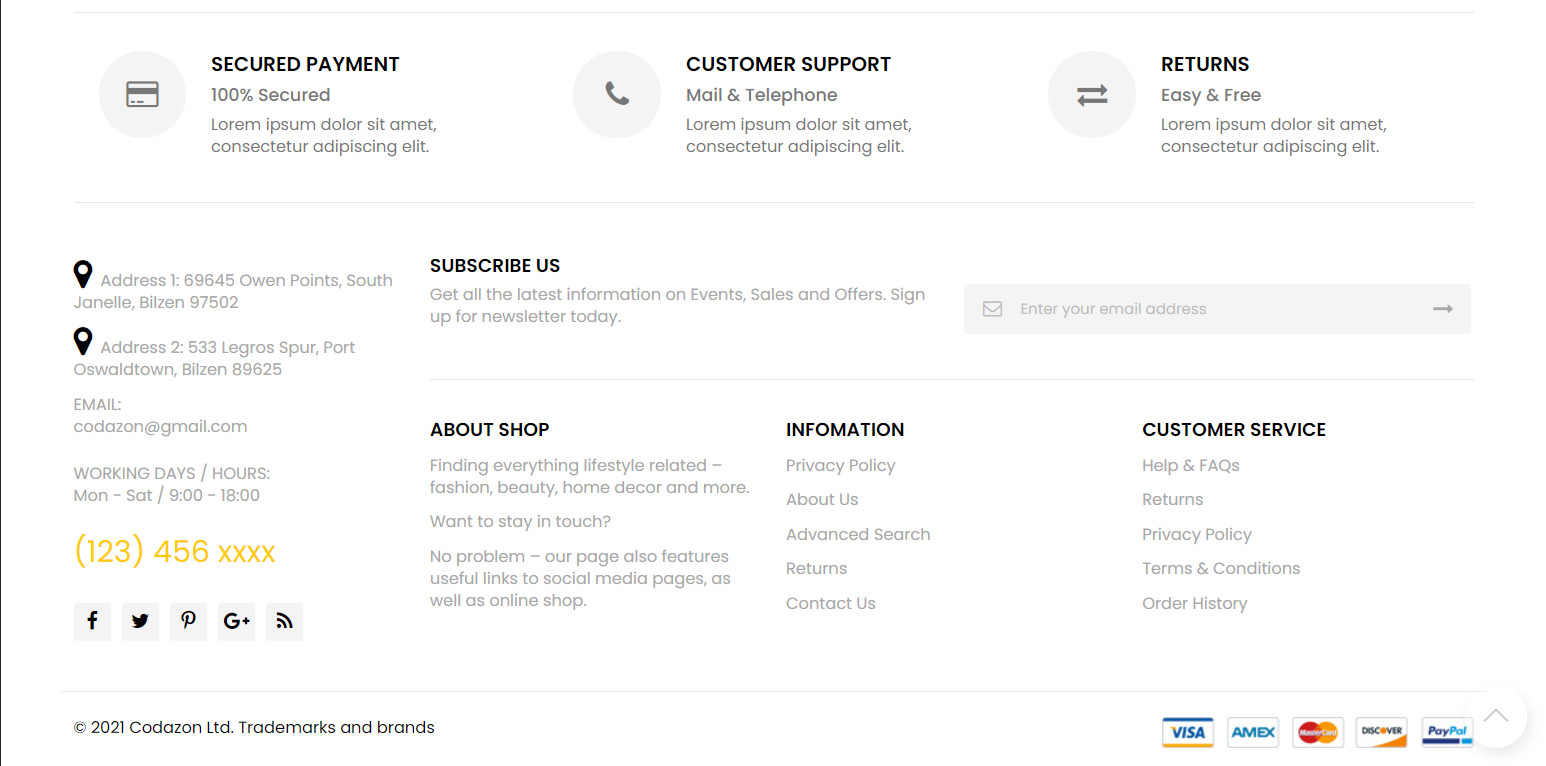 SECURED PAYMENT
100% Secured
Lorem ipsum dolor sit amet,
consectetur adipiscing elit.
CUSTOMER SUPPORT
Mail & Telephone
Lorem ipsum dolor sit amet,
consectetur adipiscing elit.
RETURNS
Easy & Free
Lorem ipsum dolor sit amet,
consectetur adipiscing elit.
Address 1: 69645 Owen Points, South
Janelle, Bilzen 97502
Address 2: 533 Legros Spur, Port
Oswaldtown, Bilzen 89625
EMAIL:
codazon@gmail.com
WORKING DAYS / HOURS:
Mon - Sat / 9:00 - 18:00
(123) 456 xxxx
SUBSCRIBE US
Get all the latest information on Events, Sales and Offers. Sign
up for newsletter today.
Enter your email address
ABOUT SHOP
Finding everything lifestyle related –
fashion, beauty, home decor and more.
Want to stay in touch?
No problem – our page also features
useful links to social media pages, as
well as online shop.
INFOMATION
Privacy Policy
About Us
Advanced Search
Returns
Contact Us
CUSTOMER SERVICE
Help & FAQs
Returns
Privacy Policy
Terms & Conditions
Order History
© 2021 Codazon Ltd. Trademarks and brands
VISA
AMEX
MasterCard
DISCOVER
PayPal